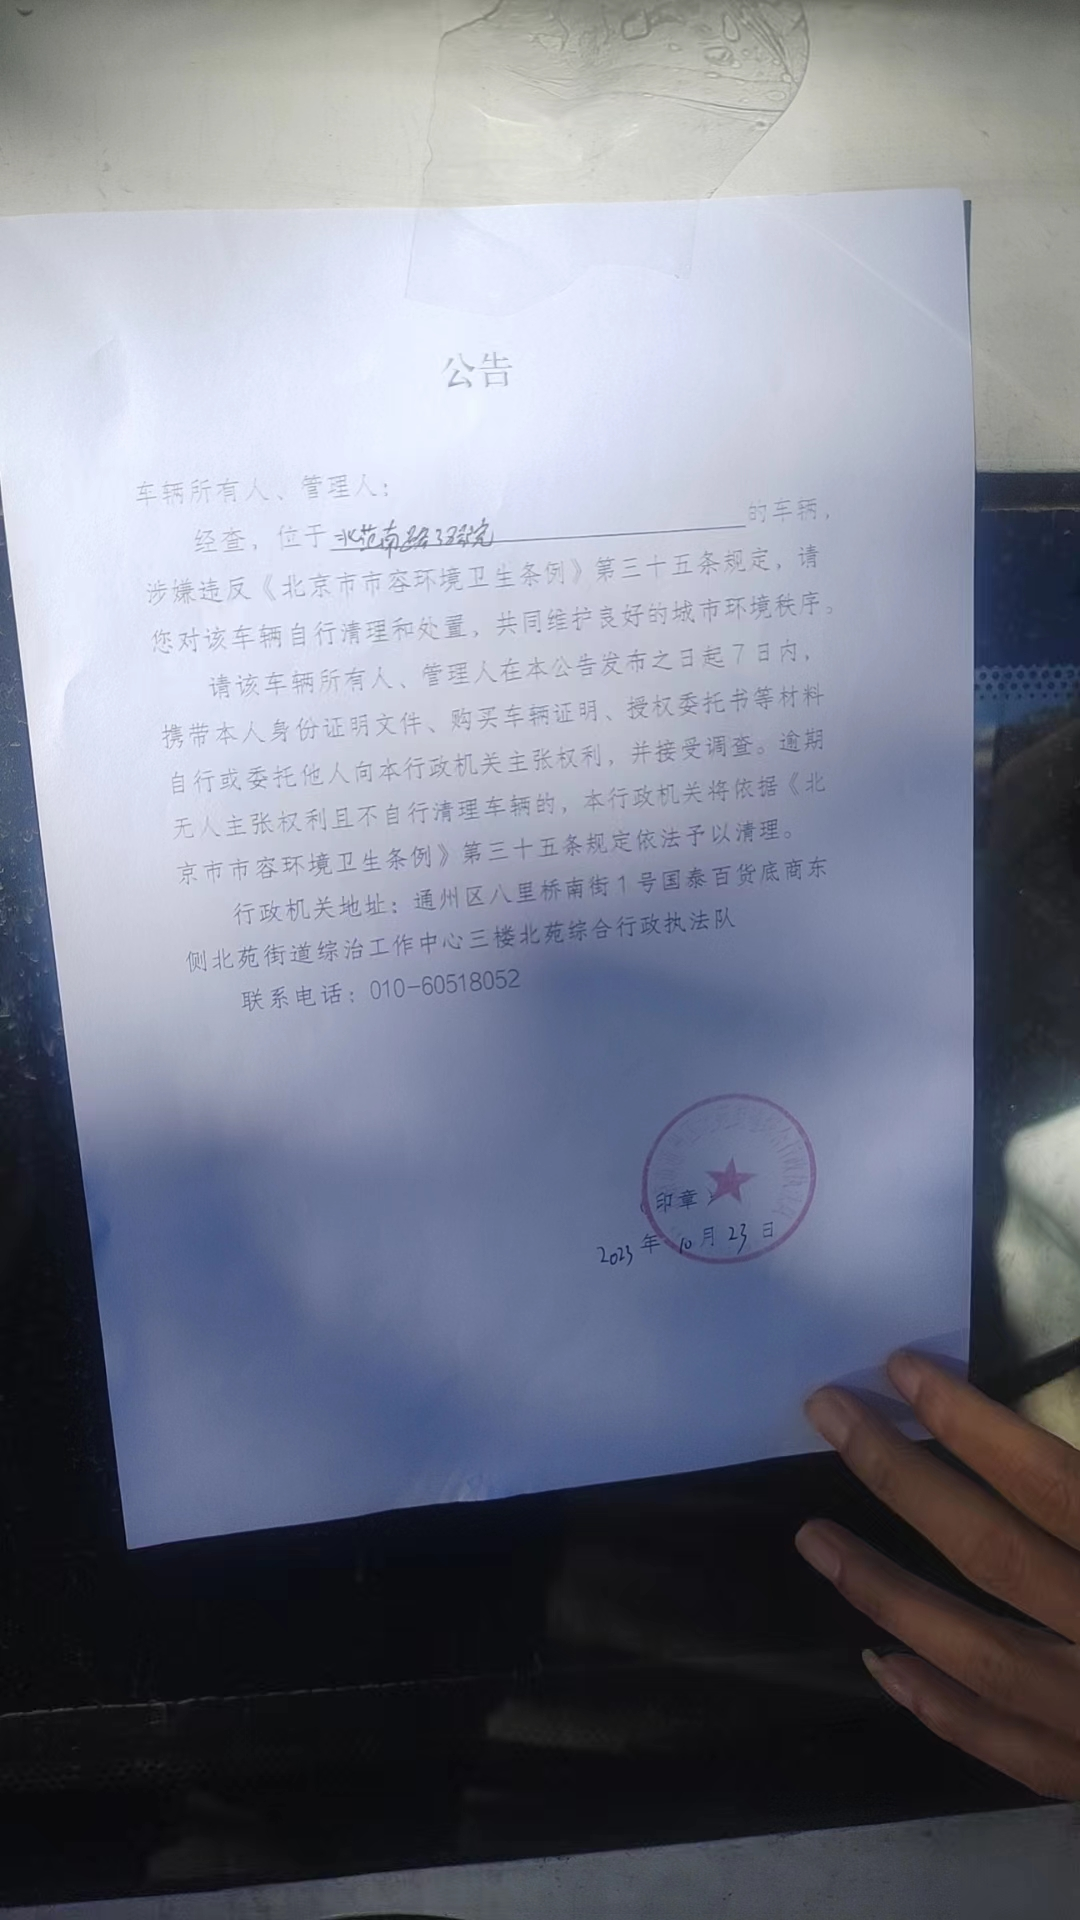 公告
车辆所有人、管理人:
经查，位于北苑南路33号院的车辆，
涉嫌违反《北京市市容环境卫生条例》第三十五条规定，请
您对该车辆自行清理和处置，共同维护良好的城市环境秩序。
请该车辆所有人、管理人在本公告发布之日起7日内，
携带本人身份证明文件、购买车辆证明、授权委托书等材料
自行或委托他人向本行政机关主张权利，并接受调查。逾期
无人主张权利且不自行清理车辆的，本行政机关将依据《北
京市市容环境卫生条例》第三十五条规定依法予以清理。
行政机关地址：通州区八里桥南街1号国泰百货底商东
侧北苑街道综治工作中心三楼北苑综合行政执法队
联系电话：010-60518052
（印章）
2023年10月23日